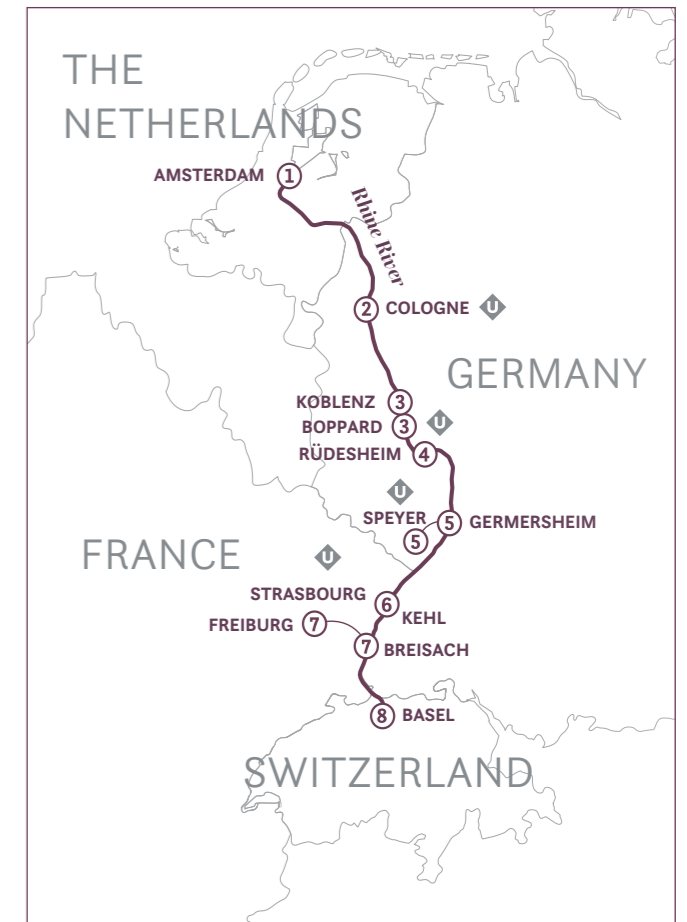 THE
NETHERLANDS
AMSTERDAM 1
Rhine River
2 COLOGNE U
GERMANY
KOBLENZ 3
BOPPARD 3 U
RÜDESHEIM 4
U
SPEYER
5
5 GERMERSHEIM
FRANCE U
STRASBOURG 6
KEHL
FREIBURG 7
7 BREISACH
8 BASEL
SWITZERLAND